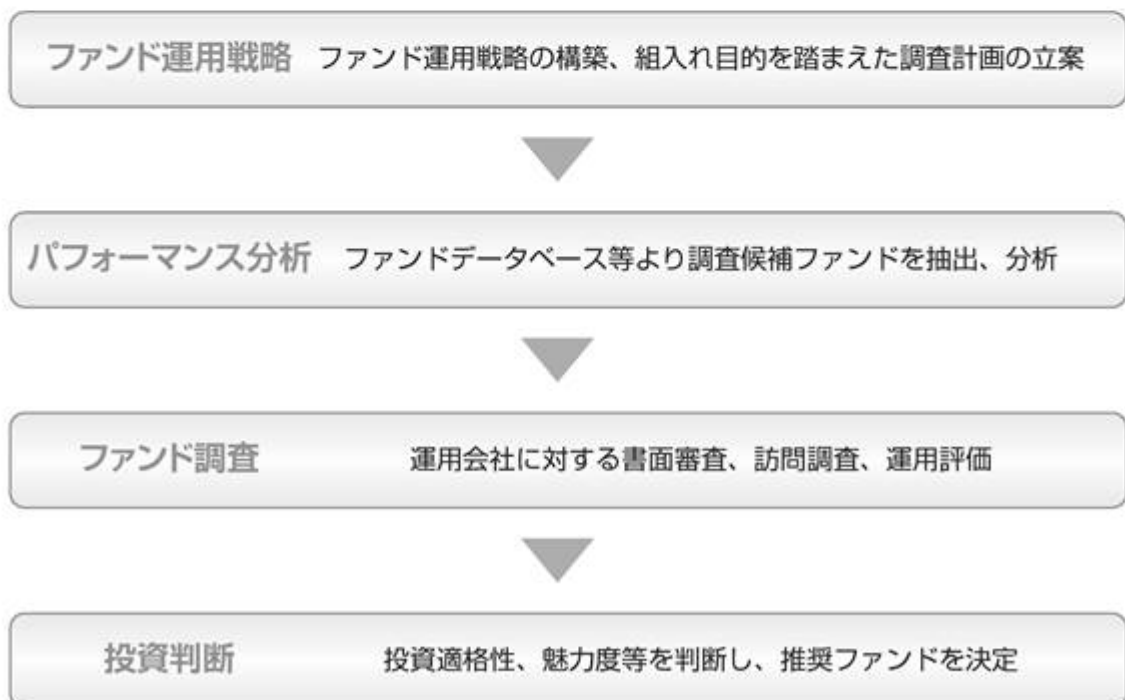 ファンド運用戦略 ファンド運用戦略の構築、組入れ目的を踏まえた調査計画の立案
パフォーマンス分析 ファンドデータベース等より調査候補ファンドを抽出、分析
ファンド調査 運用会社に対する書面審査、訪問調査、運用評価
投資判断 投資適格性、魅力度等を判断し、推奨ファンドを決定